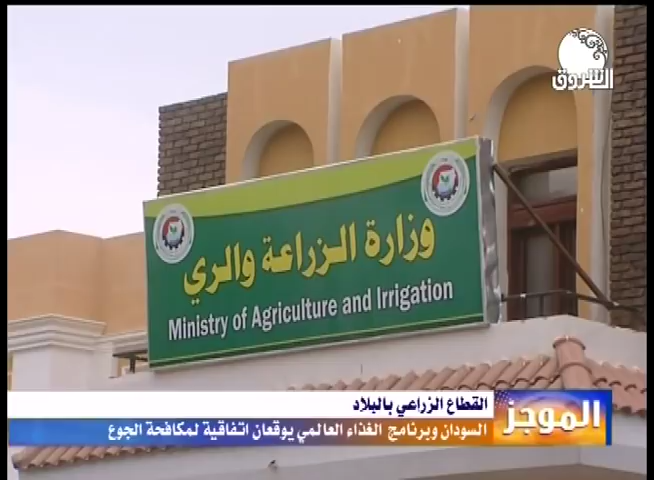 الشروق
وزارة الزراعة والري
Ministry of Agriculture and Irrigation
القطاع الزراعي بالبلاد
الموجز
السودان وبرنامج الغذاء العالمي يوقعان اتفاقية لمكافحة الجوع